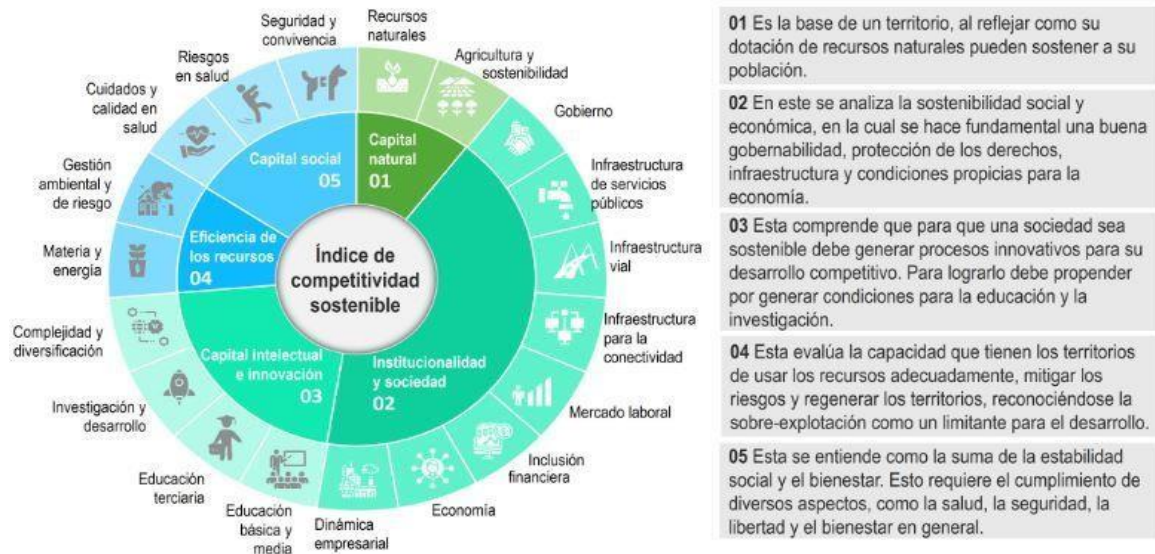 Seguridad y
convivencia
Recursos
naturales
Agricultura y
sostenibilidad
Gobierno
Infraestructura
de servicios
públicos
Infraestructura
vial
Infraestructura
para la
conectividad
Mercado laboral
Inclusión
financiera
Economía
Dinámica
empresarial
Educación
básica y
media
Educación
terciaria
Investigación y
desarrollo
Complejidad y
diversificación
Materia y
energía
Gestión
ambiental y
de riesgo
Cuidados y
calidad en
salud
Riesgos
en salud
Capital
natural
01
Institucionalidad
y sociedad
02
Capital intelectual
e innovación
03
Eficiencia de
los recursos
04
Capital social
05
Índice de
competitividad
sostenible
01 Es la base de un territorio, al reflejar como su
dotación de recursos naturales pueden sostener a su
población.
02 En este se analiza la sostenibilidad social y
económica, en la cual se hace fundamental una buena
gobernabilidad, protección de los derechos,
infraestructura y condiciones propicias para la
economía.
03 Esta comprende que para que una sociedad sea
sostenible debe generar procesos innovativos para su
desarrollo competitivo. Para lograrlo debe propender
por generar condiciones para la educación y la
investigación.
04 Esta evalúa la capacidad que tienen los territorios
de usar los recursos adecuadamente, mitigar los
riesgos y regenerar los territorios, reconociéndose la
sobre-explotación como un limitante para el desarrollo.
05 Esta se entiende como la suma de la estabilidad
social y el bienestar. Esto requiere el cumplimiento de
diversos aspectos, como la salud, la seguridad, la
libertad y el bienestar en general.